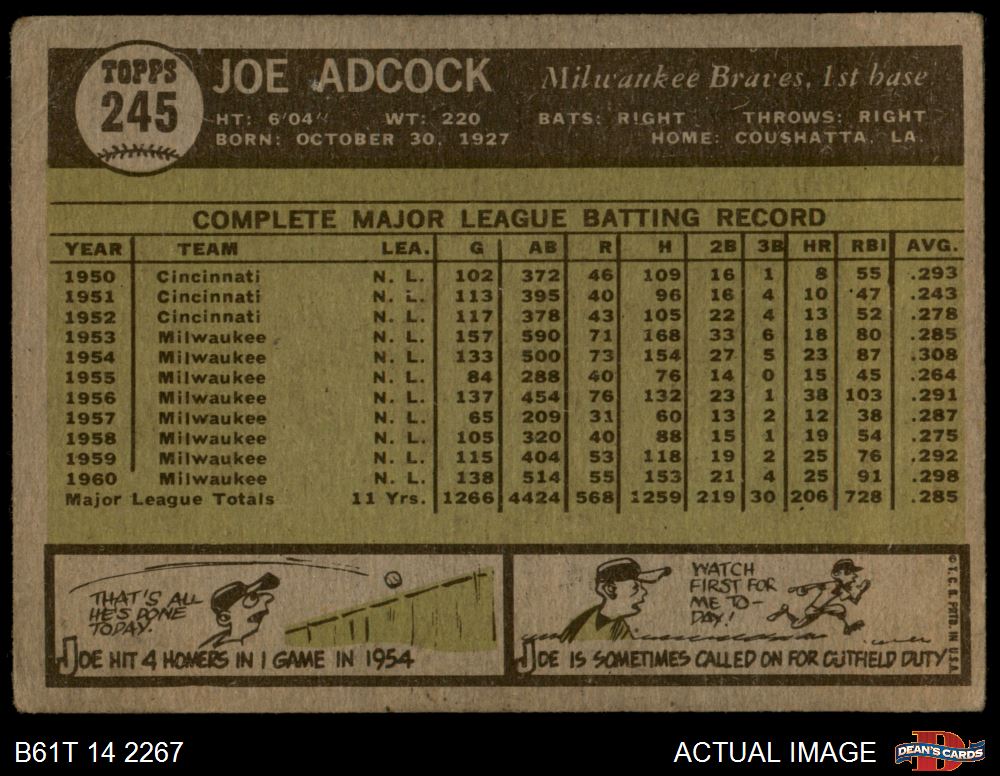 TOPPS
245
JOE ADCOCK
Milwaukee Braves, 1st base
HT: 6'04" WT: 220 BATS: RIGHT THROWS: RIGHT
BORN: OCTOBER 30, 1927 HOME: COUSHATTA, LA.
COMPLETE MAJOR LEAGUE BATTING RECORD
YEAR TEAM LEA. G AB R H 2B 3B HR RBI AVG.
1950 Cincinnati N. L. 102 372 46 109 16 1 8 55 .293
1951 Cincinnati N. L. 113 395 40 96 16 4 10 47 .243
1952 Cincinnati N. L. 117 378 43 105 22 4 13 52 .278
1953 Milwaukee N. L. 157 590 71 168 33 6 18 80 .285
1954 Milwaukee N. L. 133 500 73 154 27 5 23 87 .308
1955 Milwaukee N. L. 84 288 40 76 14 0 15 45 .264
1956 Milwaukee N. L. 137 454 76 132 23 1 38 103 .291
1957 Milwaukee N. L. 65 209 31 60 13 2 12 38 .287
1958 Milwaukee N. L. 105 320 40 88 15 1 19 54 .275
1959 Milwaukee N. L. 115 404 53 118 19 2 25 76 .292
1960 Milwaukee N. L. 138 514 55 153 21 4 25 91 .298
Major League Totals 11 Yrs. 1266 4424 568 1259 219 30 206 728 .285
THAT'S ALL
HE'S DONE
TODAY.
JOE HIT 4 HOMERS IN 1 GAME IN 1954
WATCH
FIRST FOR
ME TO-
DAY!
JOE IS SOMETIMES CALLED ON FOR OUTFIELD DUTY
© T. C. G. PRTD. IN U.S.A.
B61T 14 2267
ACTUAL IMAGE
DEAN'S CARDS